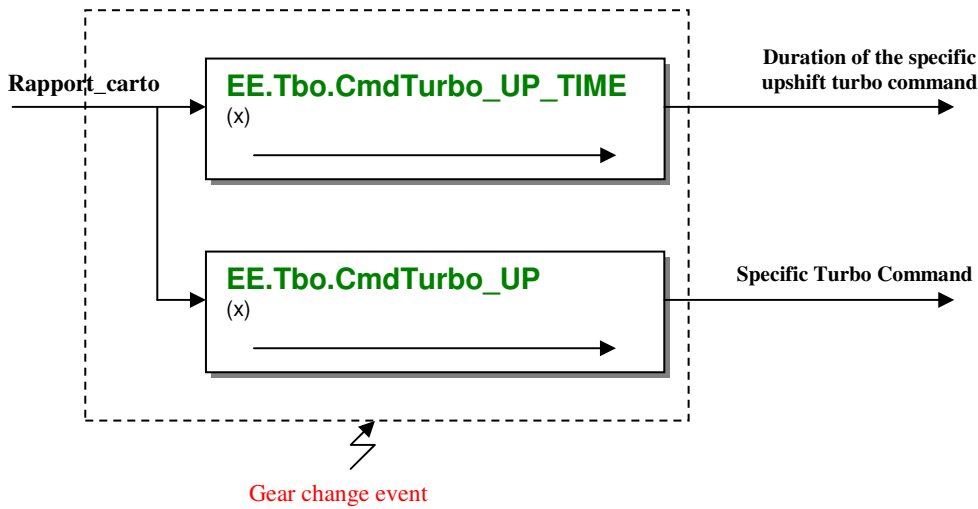 Rapport_carto
EE.Tbo.CmdTurbo_UP_TIME
(x)
Duration of the specific
upshift turbo command
EE.Tbo.CmdTurbo_UP
(x)
Specific Turbo Command
Gear change event